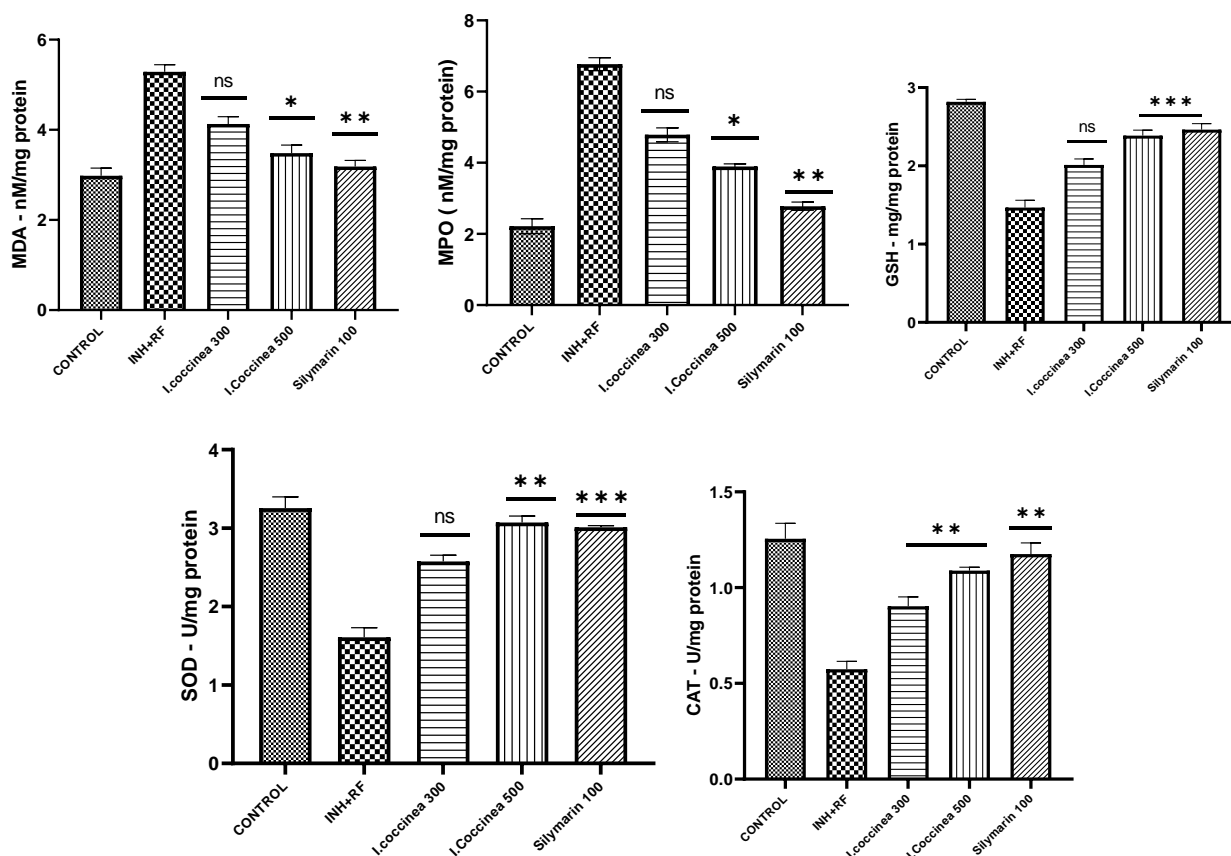 MDA - nM/mg protein
6
4
2
0
ns
*
**
CONTROL
INH+RF
I.coccinea 300
I.Coccinea 500
Silymarin 100
MPO ( nM/mg protein)
8
6
4
2
0
ns
*
**
CONTROL
INH+RF
I.coccinea 300
I.Coccinea 500
Silymarin 100
GSH - mg/mg protein
3
2
1
0
ns
***
CONTROL
INH+RF
I.coccinea 300
I.Coccinea 500
Silymarin 100
SOD - U/mg protein
4
3
2
1
0
ns
**
***
CONTROL
INH+RF
I.coccinea 300
I.Coccinea 500
Silymarin 100
CAT - U/mg protein
1.5
1.0
0.5
0.0
**
**
CONTROL
INH+RF
I.coccinea 300
I.Coccinea 500
Silymarin 100